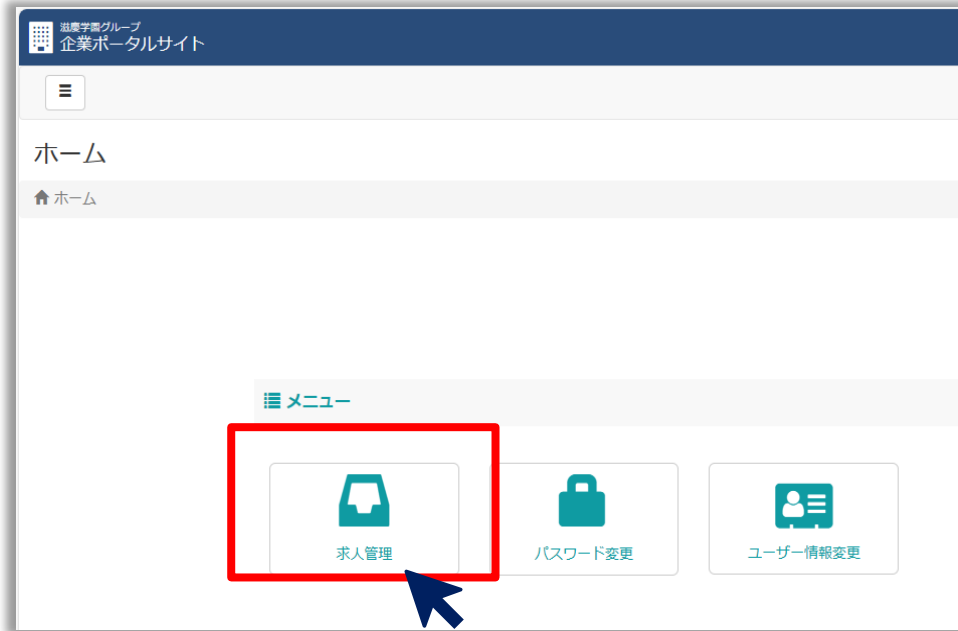 滋慶学園グループ
企業ポータルサイト
ホーム
ホーム
メニュー
求人管理
パスワード変更
ユーザー情報変更